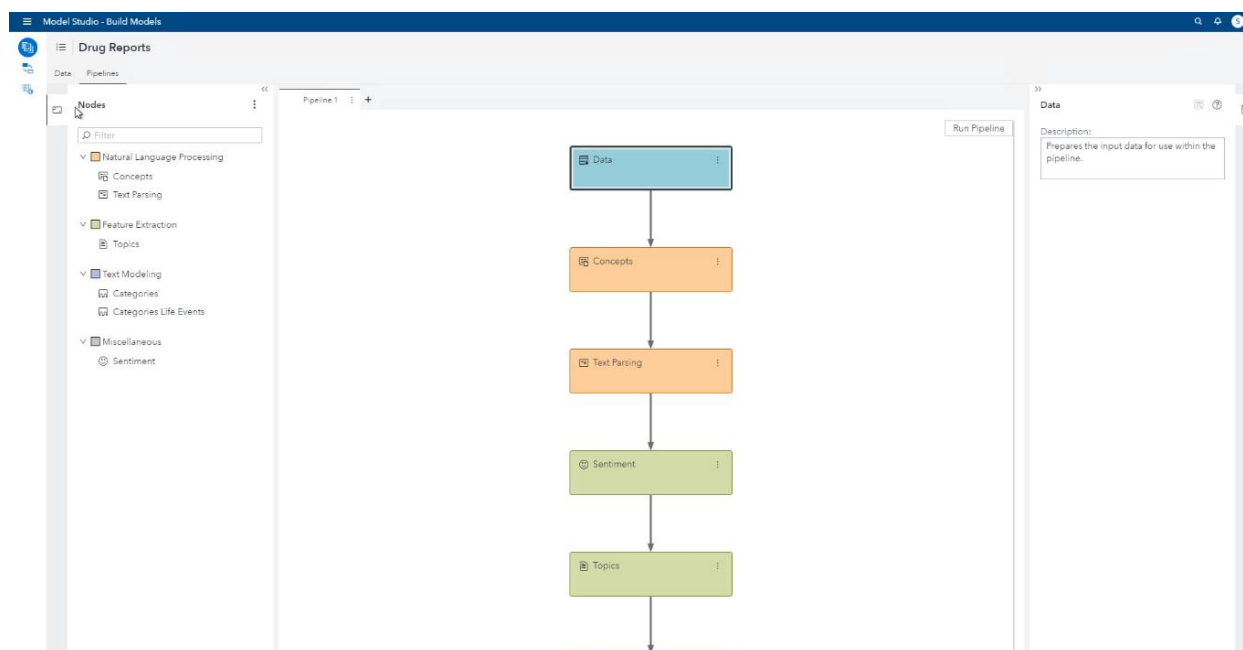 Model Studio - Build Models
S
Drug Reports
Data Pipelines
Nodes
Filter
Natural Language Processing
Concepts
Text Parsing
Feature Extraction
Topics
Text Modeling
Categories
Categories Life Events
Miscellaneous
Sentiment
Pipeline 1
Run Pipeline
Data
Concepts
Text Parsing
Sentiment
Topics
Data
Description:
Prepares the input data for use within the
pipeline.